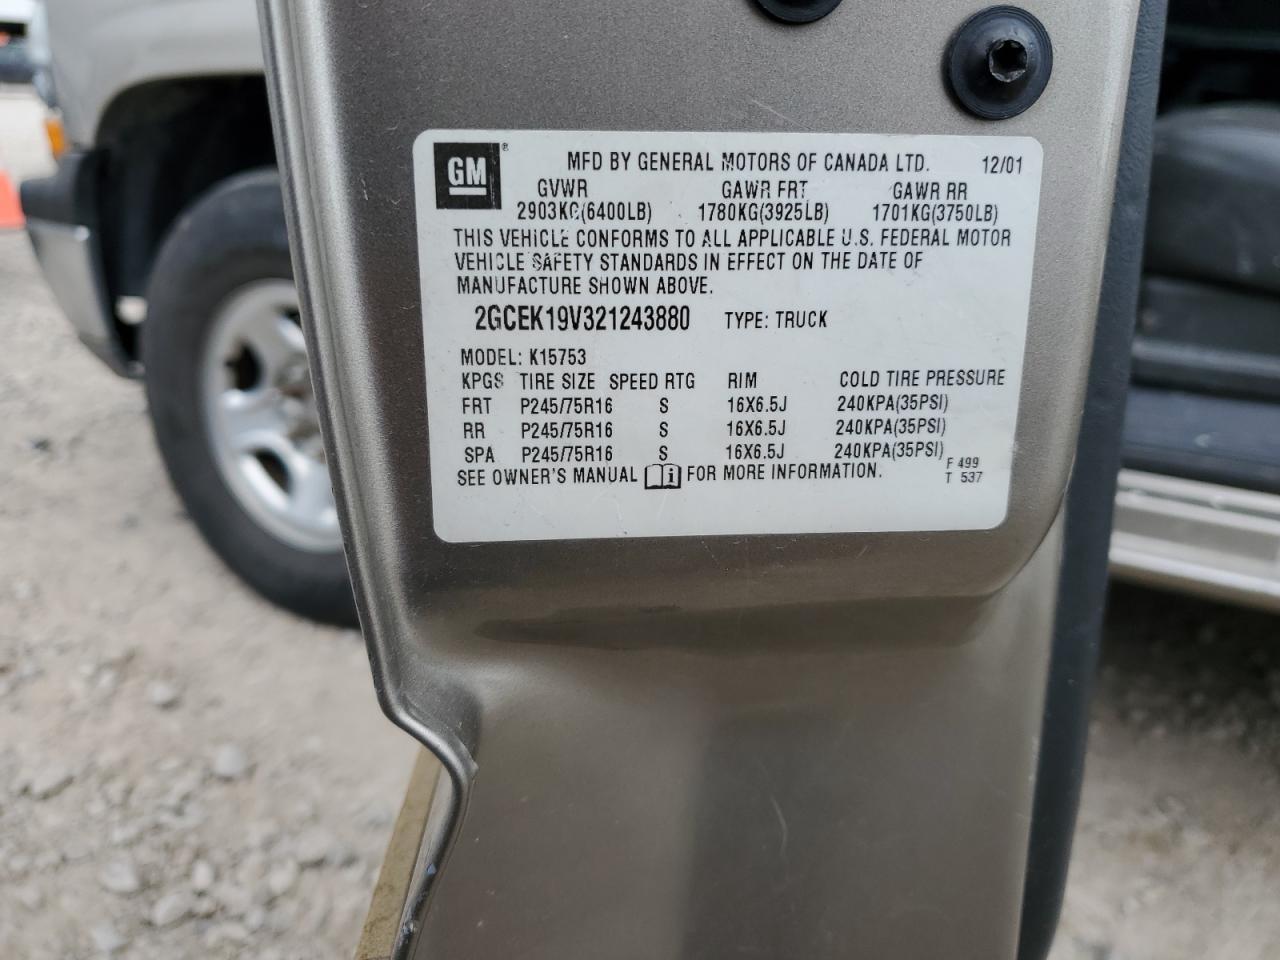 GM® MFD BY GENERAL MOTORS OF CANADA LTD. 12/01
GVWR GAWR FRT GAWR RR
2903KG(6400LB) 1780KG(3925LB) 1701KG(3750LB)
THIS VEHICLE CONFORMS TO ALL APPLICABLE U.S. FEDERAL MOTOR
VEHICLE SAFETY STANDARDS IN EFFECT ON THE DATE OF
MANUFACTURE SHOWN ABOVE.
2GCEK19V321243880 TYPE: TRUCK
MODEL: K15753
KPGS TIRE SIZE SPEED RTG RIM COLD TIRE PRESSURE
FRT P245/75R16 S 16X6.5J 240KPA(35PSI)
RR P245/75R16 S 16X6.5J 240KPA(35PSI)
SPA P245/75R16 S 16X6.5J 240KPA(35PSI)
SEE OWNER'S MANUAL i FOR MORE INFORMATION.
F 499
T 537